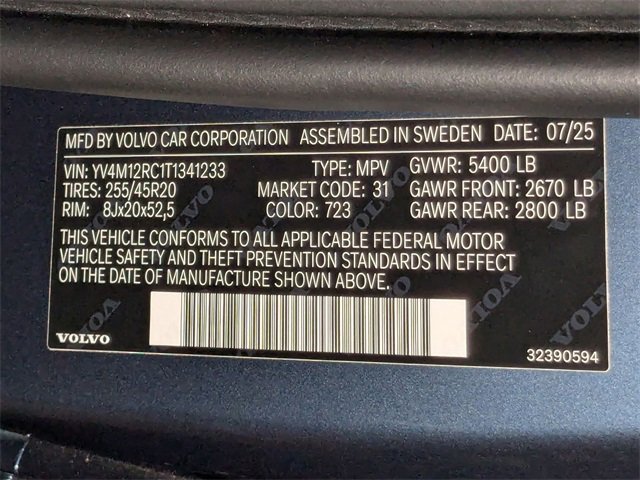 MFD BY VOLVO CAR CORPORATION ASSEMBLED IN SWEDEN DATE: 07/25
VIN: YV4M12RC1T1341233 TYPE: MPV GVWR: 5400 LB
TIRES: 255/45R20 MARKET CODE: 31 GAWR FRONT: 2670 LB
RIM: 8Jx20x52,5 COLOR: 723 GAWR REAR: 2800 LB
THIS VEHICLE CONFORMS TO ALL APPLICABLE FEDERAL MOTOR
VEHICLE SAFETY AND THEFT PREVENTION STANDARDS IN EFFECT
ON THE DATE OF MANUFACTURE SHOWN ABOVE.
VOLVO
32390594